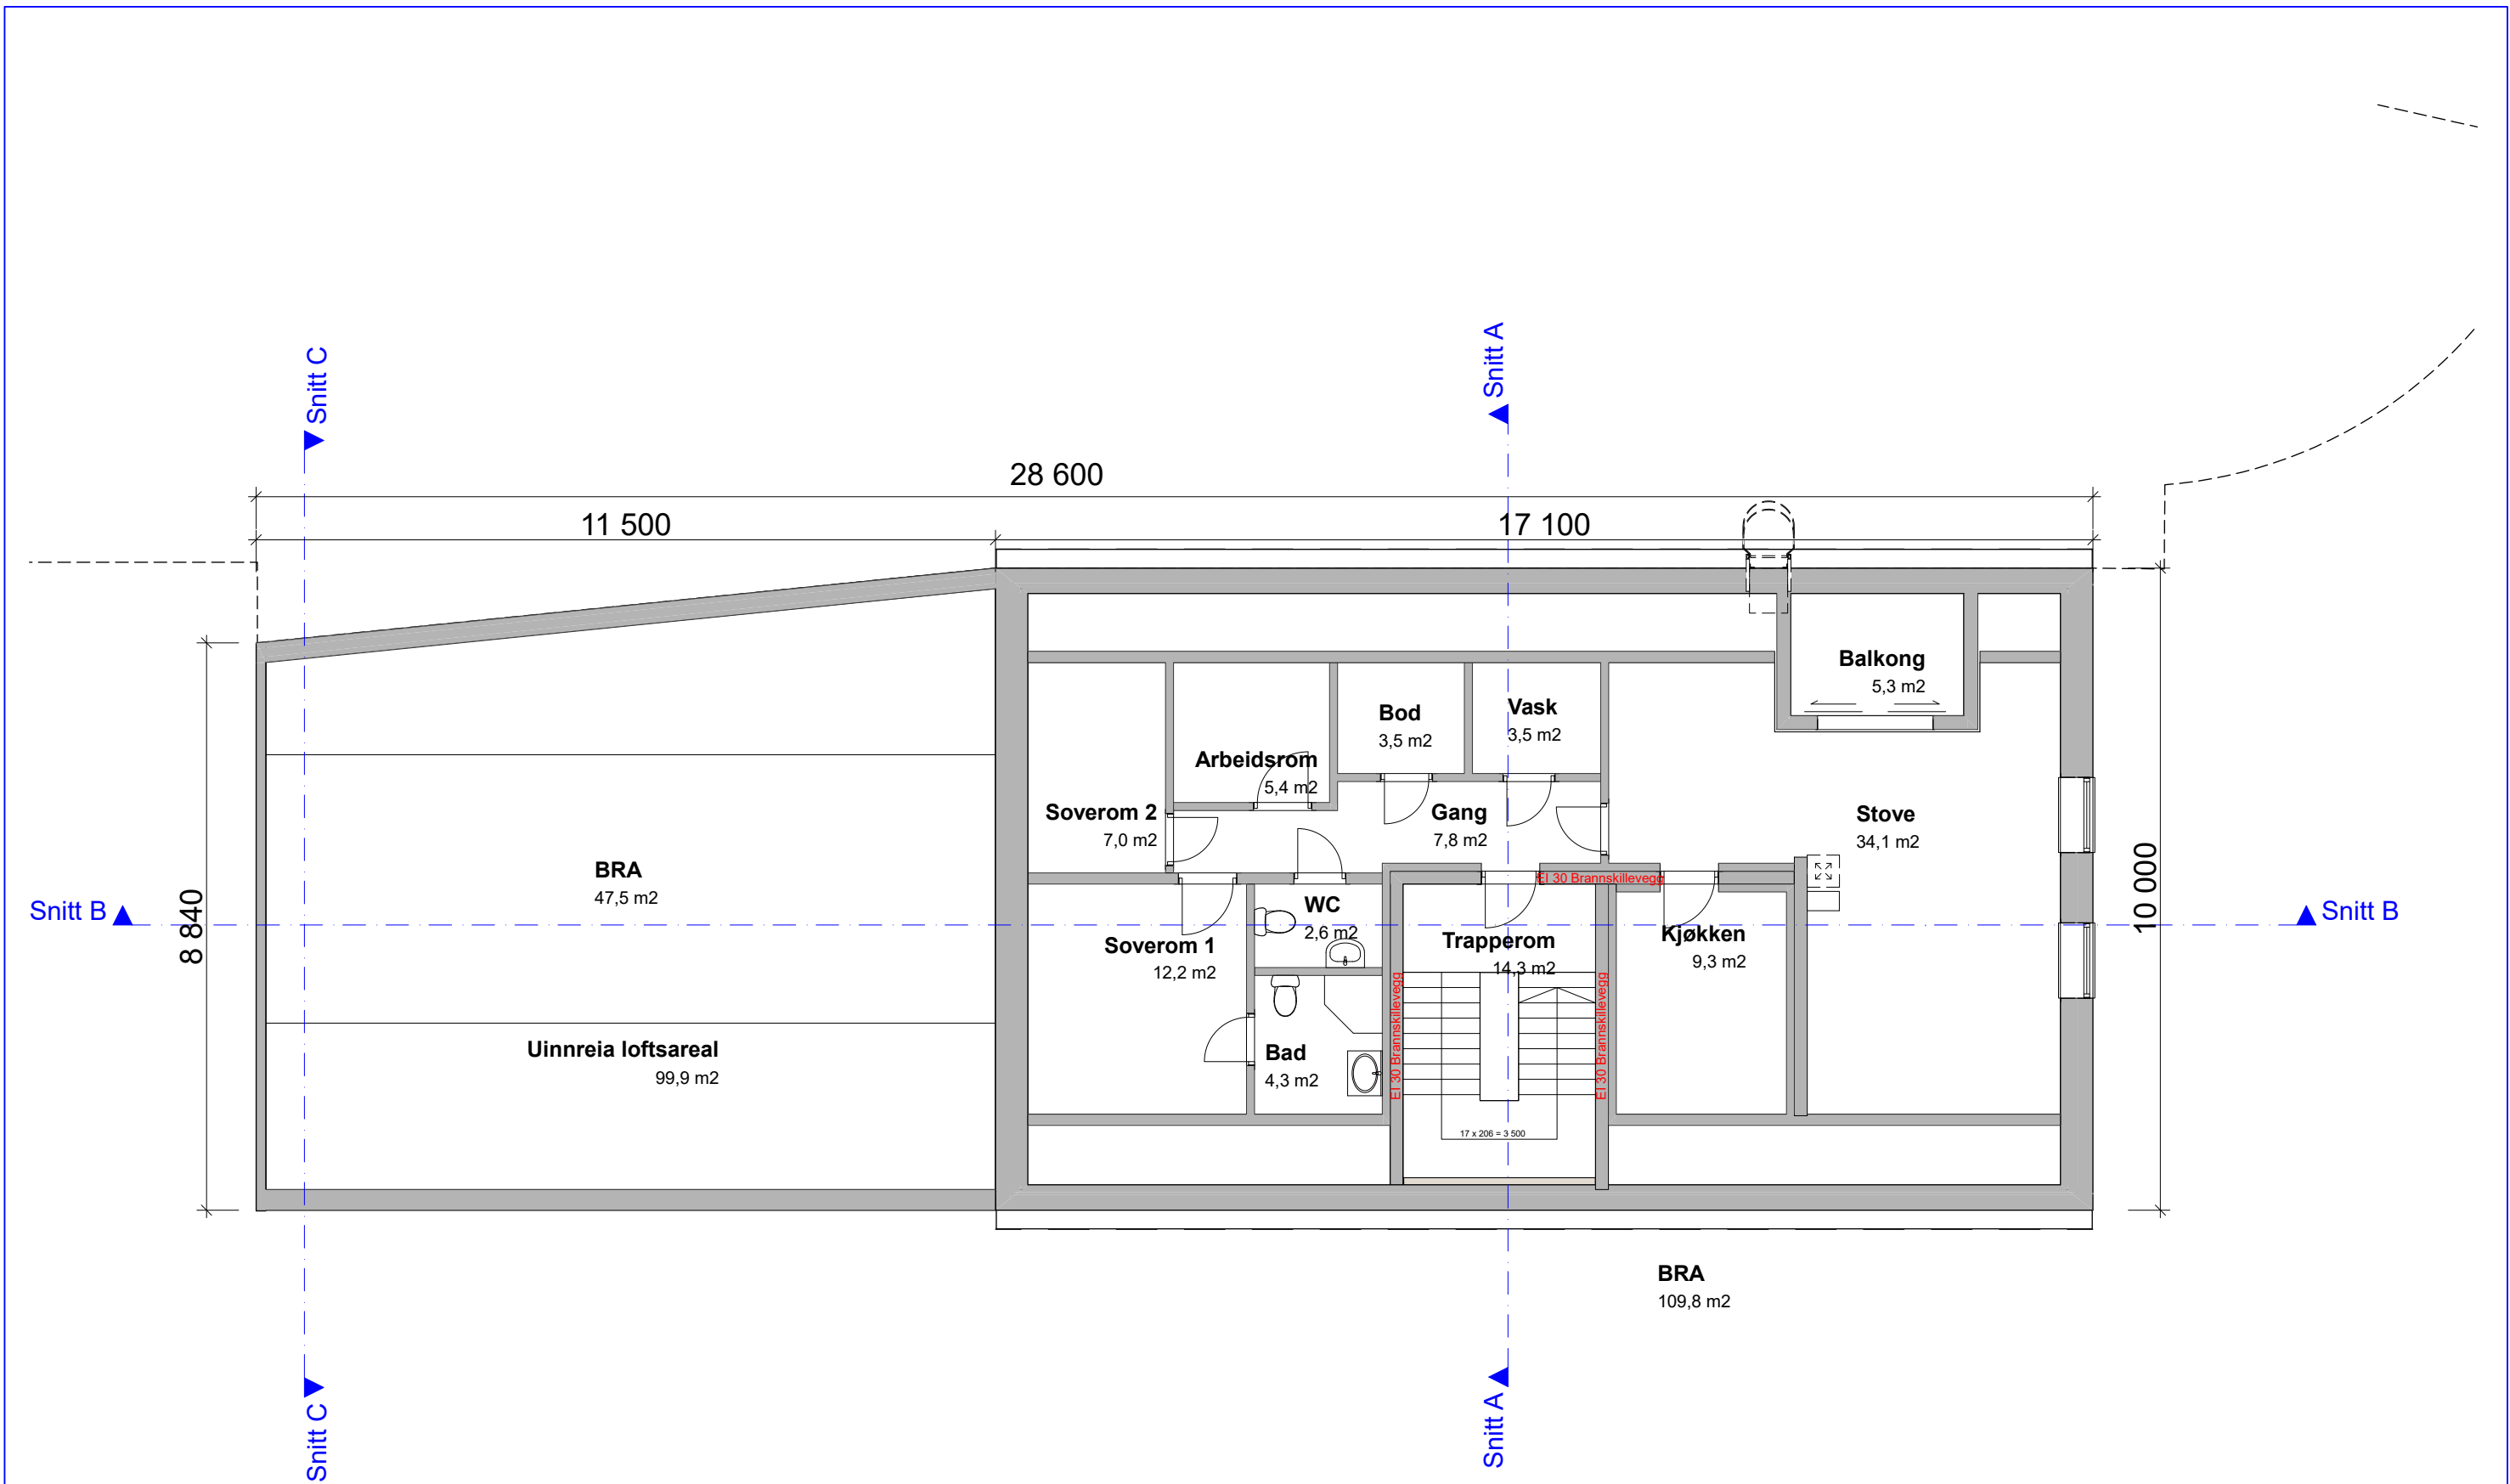 Snitt C
Snitt A
28 600
11 500
17 100
Balkong
5,3 m2
Bod
3,5 m2
Vask
3,5 m2
Arbeidsrom
5,4 m2
Soverom 2
7,0 m2
Gang
7,8 m2
Stove
34,1 m2
BRA
47,5 m2
8 840
10 000
EI 30 Brannskillevegg
Snitt B
Snitt B
WC
2,6 m2
Soverom 1
12,2 m2
Trapperom
14,3 m2
Kjøkken
9,3 m2
EI 30 Brannskillevegg
EI 30 Brannskillevegg
Uinnreia loftsareal
99,9 m2
Bad
4,3 m2
17 x 206 = 3 500
BRA
109,8 m2
Snitt C
Snitt A